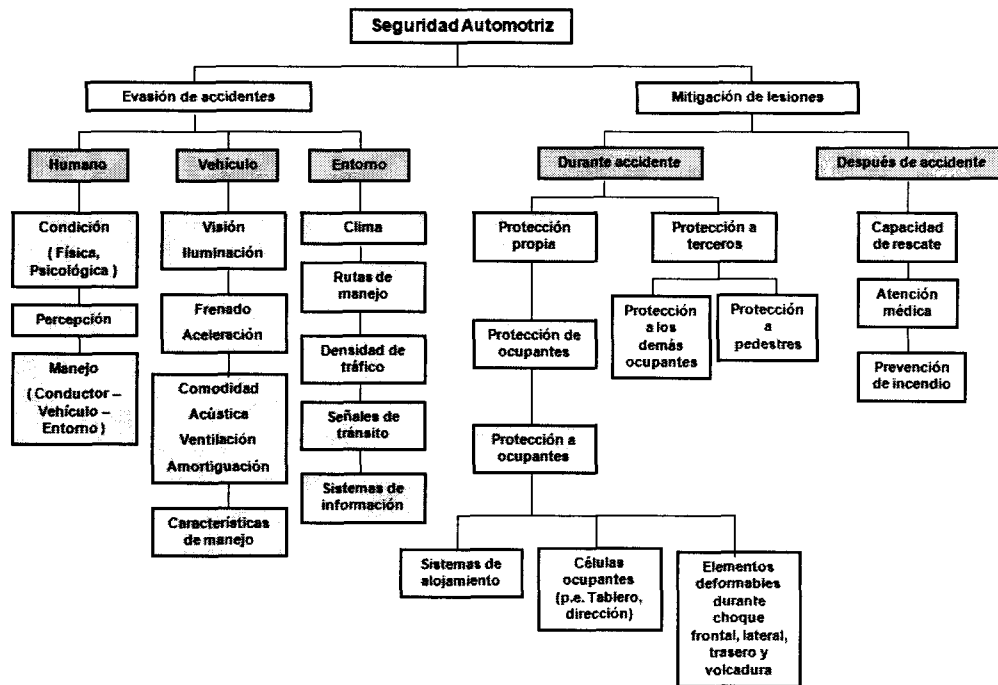 Seguridad Automotriz
Evasión de accidentes
Mitigación de lesiones
Humano
Vehículo
Entorno
Durante accidente
Después de accidente
Condición
( Física,
Psicológica )
Percepción
Manejo
( Conductor –
Vehículo –
Entorno )
Visión
Iluminación
Frenado
Aceleración
Comodidad
Acústica
Ventilación
Amortiguación
Características
de manejo
Clima
Rutas de
manejo
Densidad de
tráfico
Señales de
tránsito
Sistemas de
información
Protección
propia
Protección de
ocupantes
Protección a
ocupantes
Sistemas de
alojamiento
Células
ocupantes
(p.e. Tablero,
dirección)
Elementos
deformables
durante
choque
frontal, lateral,
trasero y
volcadura
Protección
a terceros
Protección
a los
demás
ocupantes
Protección
a
pedestres
Capacidad
de rescate
Atención
médica
Prevención
de incendio